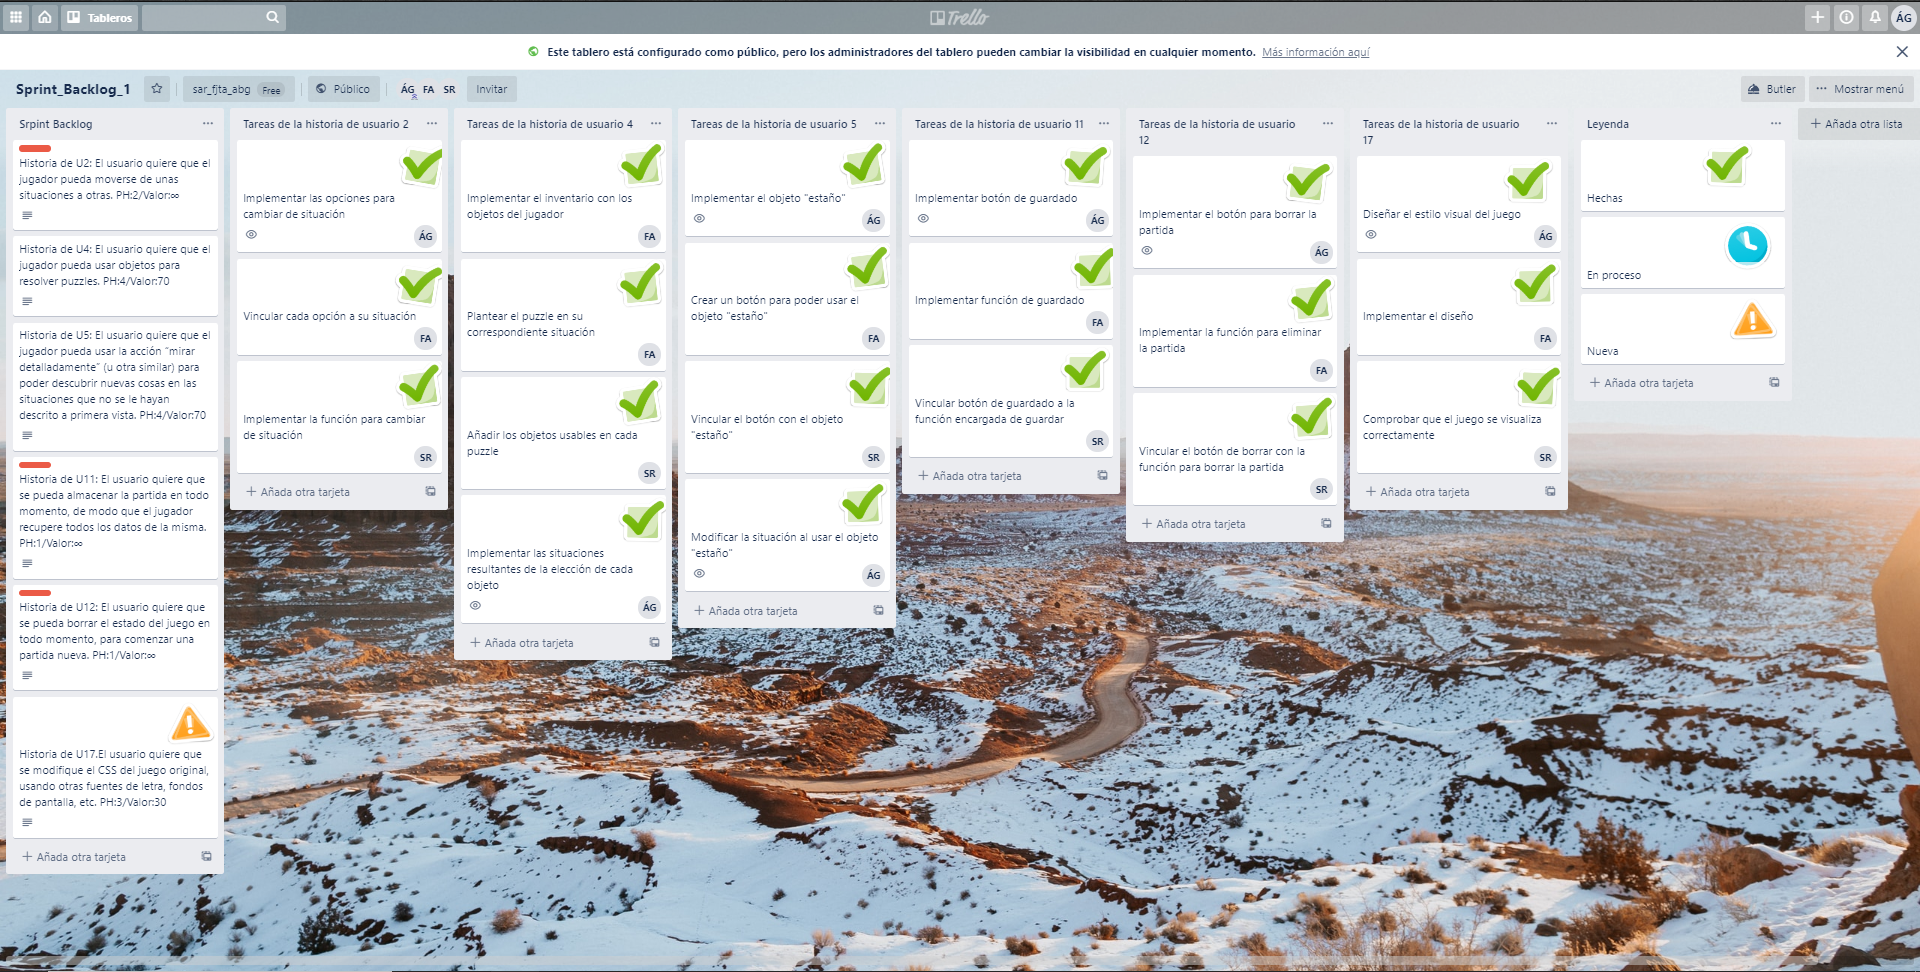 Tableros
Trello
ÁG
Este tablero está configurado como público, pero los administradores del tablero pueden cambiar la visibilidad en cualquier momento. Más información aquí
Sprint_Backlog_1
sar_fjta_abg Free
Público
ÁG FA SR
Invitar
Butler
Mostrar menú
Srpint Backlog
Historia de U2: El usuario quiere que el
jugador pueda moverse de unas
situaciones a otras. PH:2/Valor:∞
Historia de U4: El usuario quiere que el
jugador pueda usar objetos para
resolver puzzles. PH:4/Valor:70
Historia de U5: El usuario quiere que el
jugador pueda usar la acción "mirar
detalladamente" (u otra similar) para
poder descubrir nuevas cosas en las
situaciones que no se le hayan
descrito a primera vista. PH:4/Valor:70
Historia de U11: El usuario quiere que
se pueda almacenar la partida en todo
momento, de modo que el jugador
recupere todos los datos de la misma.
PH:1/Valor:∞
Historia de U12: El usuario quiere que
se pueda borrar el estado del juego en
todo momento, para comenzar una
partida nueva. PH:1/Valor:∞
Historia de U17.El usuario quiere que
se modifique el CSS del juego original,
usando otras fuentes de letra, fondos
de pantalla, etc. PH:3/Valor:30
Añada otra tarjeta
Tareas de la historia de usuario 2
Implementar las opciones para
cambiar de situación
ÁG
Vincular cada opción a su situación
FA
Implementar la función para cambiar
de situación
SR
Añada otra tarjeta
Tareas de la historia de usuario 4
Implementar el inventario con los
objetos del jugador
FA
Plantear el puzzle en su
correspondiente situación
FA
Añadir los objetos usables en cada
puzzle
SR
Implementar las situaciones
resultantes de la elección de cada
objeto
ÁG
Añada otra tarjeta
Tareas de la historia de usuario 5
Implementar el objeto "estaño"
ÁG
Crear un botón para poder usar el
objeto "estaño"
FA
Vincular el botón con el objeto
"estaño"
SR
Modificar la situación al usar el objeto
"estaño"
ÁG
Añada otra tarjeta
Tareas de la historia de usuario 11
Implementar botón de guardado
ÁG
Implementar función de guardado
FA
Vincular botón de guardado a la
función encargada de guardar
SR
Añada otra tarjeta
Tareas de la historia de usuario
12
Implementar el botón para borrar la
partida
ÁG
Implementar la función para eliminar
la partida
FA
Vincular el botón de borrar con la
función para borrar la partida
SR
Añada otra tarjeta
Tareas de la historia de usuario
17
Diseñar el estilo visual del juego
ÁG
Implementar el diseño
FA
Comprobar que el juego se visualiza
correctamente
SR
Añada otra tarjeta
Leyenda
Hechas
En proceso
Nueva
Añada otra tarjeta
Añada otra lista